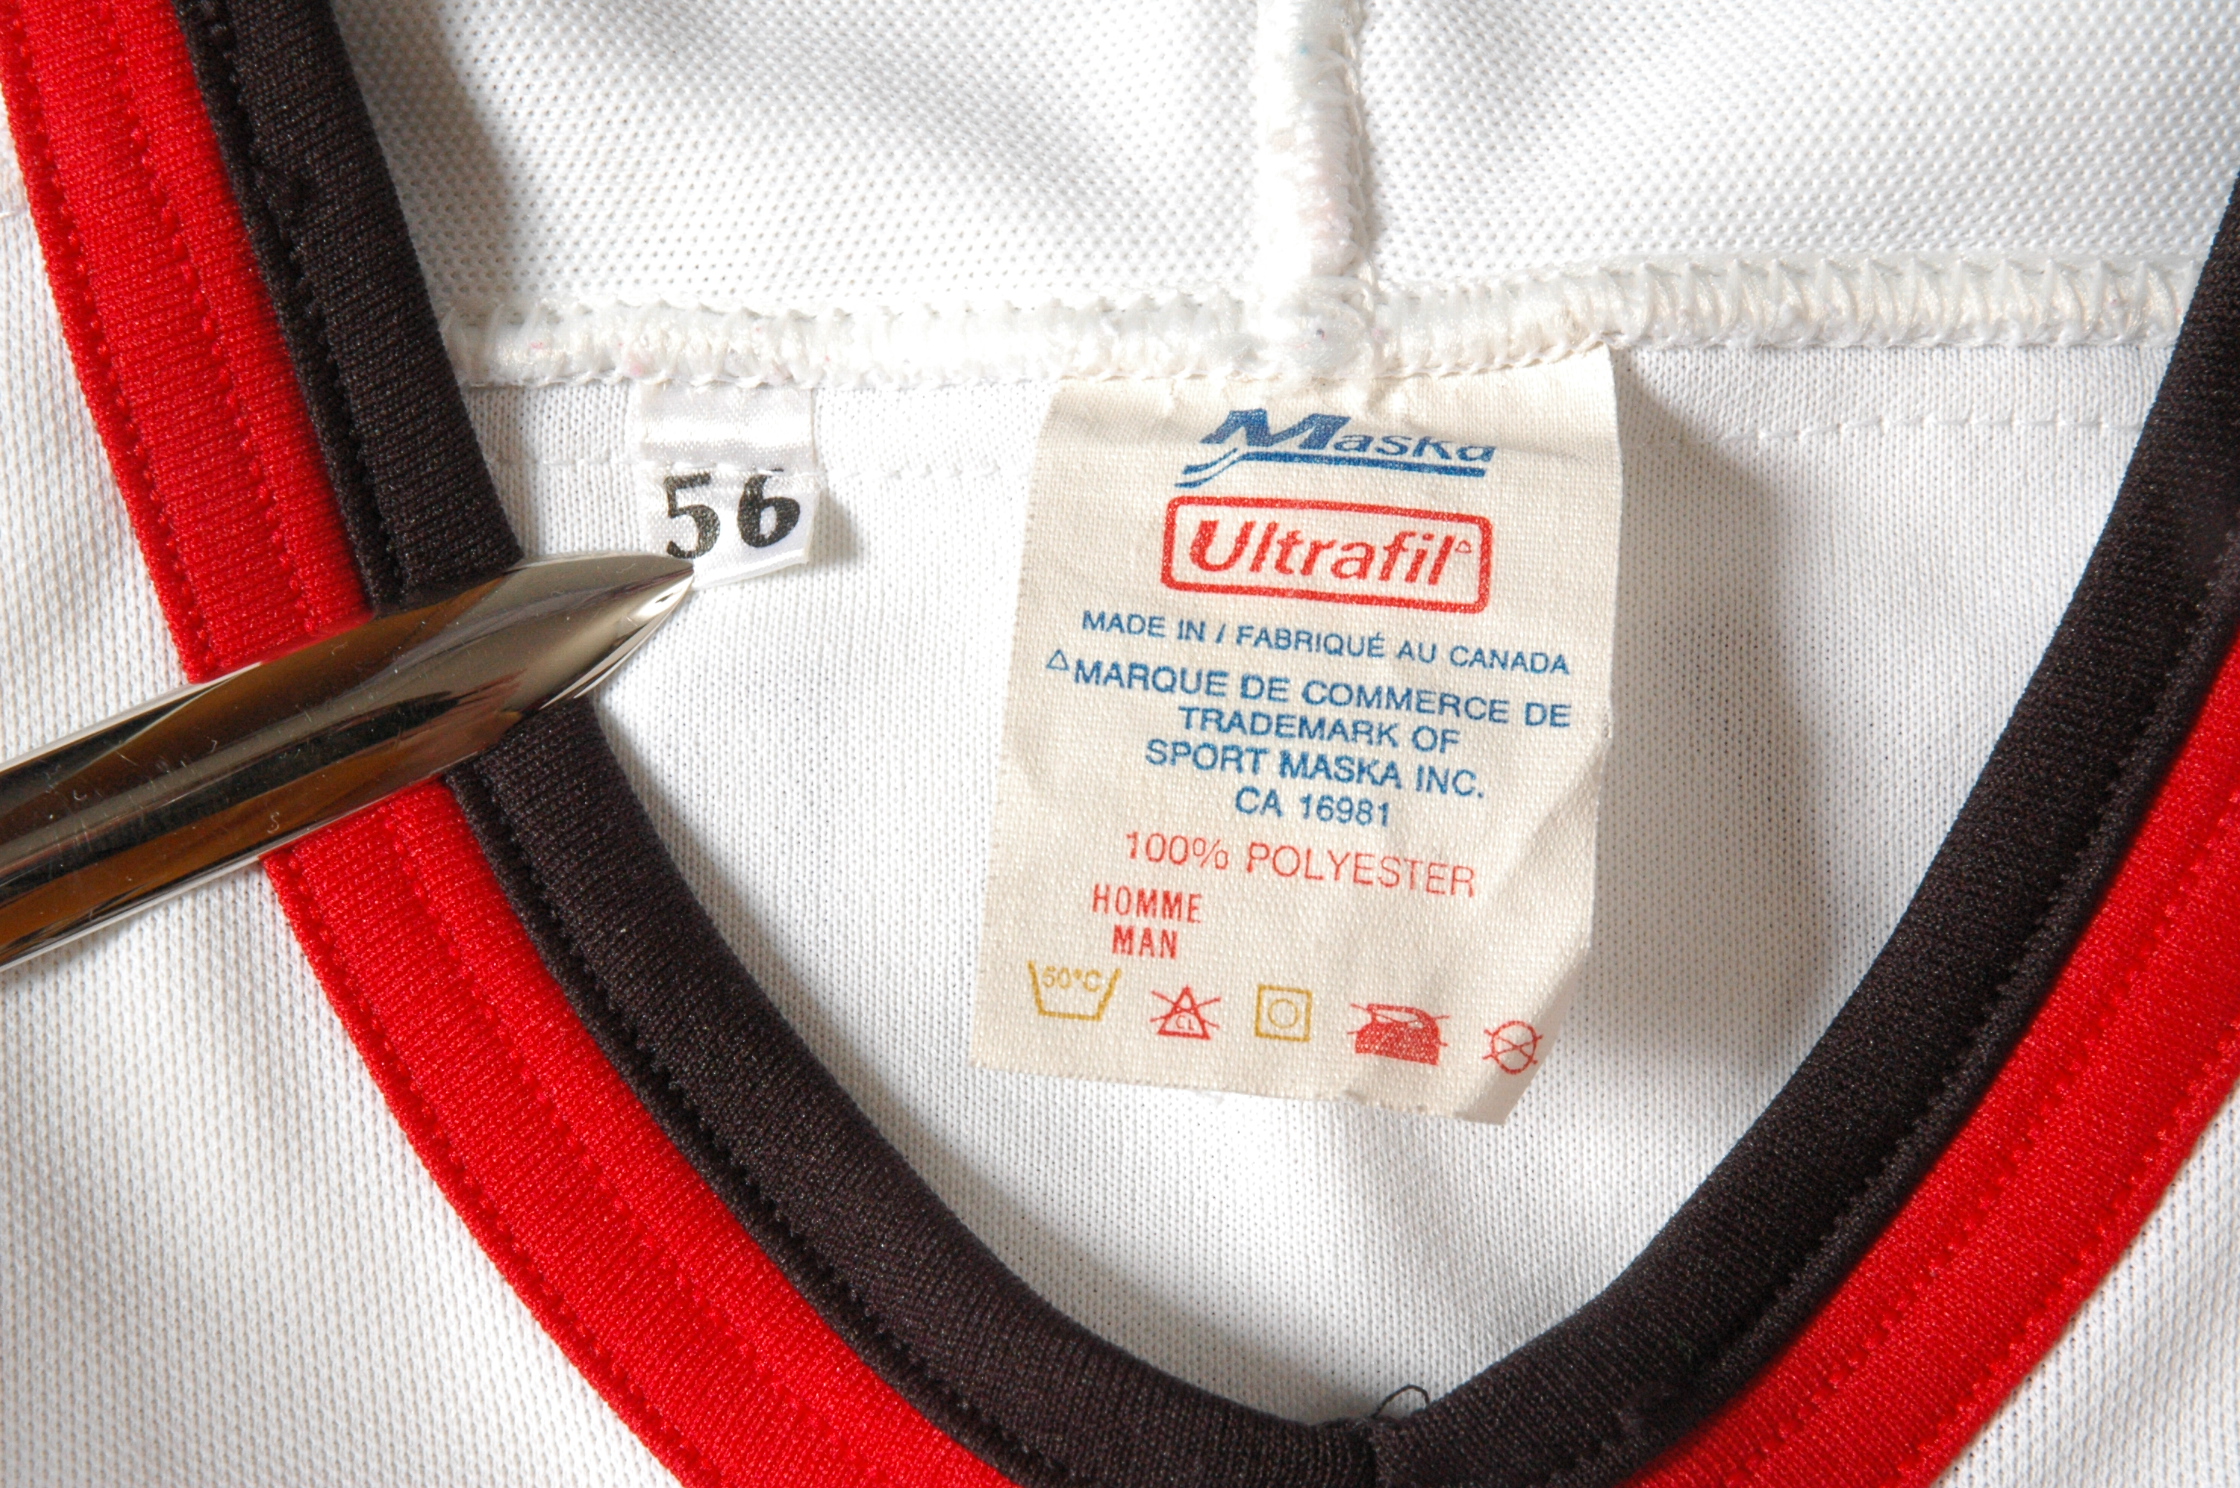 56
Maska
Ultrafil△
MADE IN / FABRIQUÉ AU CANADA
△MARQUE DE COMMERCE DE
TRADEMARK OF
SPORT MASKA INC.
CA 16981
100% POLYESTER
HOMME
MAN
50°C
CL